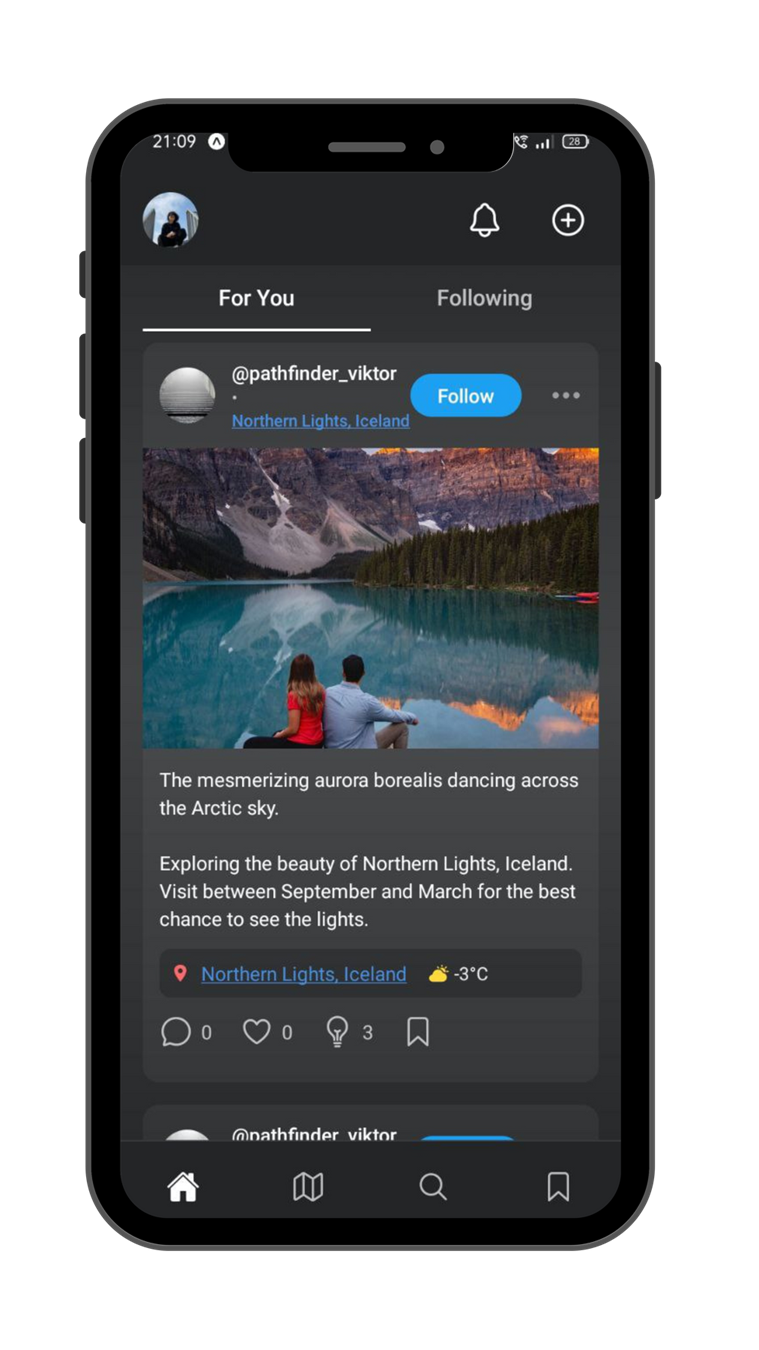 21:09
28
For You
Following
@pathfinder_viktor
·
Northern Lights, Iceland
Follow
The mesmerizing aurora borealis dancing across
the Arctic sky.
Exploring the beauty of Northern Lights, Iceland.
Visit between September and March for the best
chance to see the lights.
Northern Lights, Iceland -3°C
0 0 3
@pathfinder_viktor